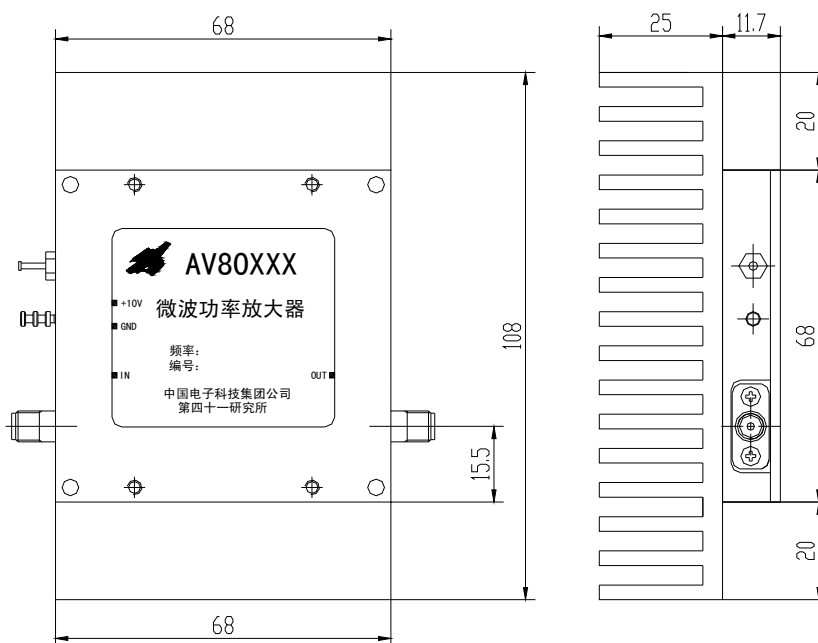 68
25
11.7
20
AV80XXX
+10V
微波功率放大器
GND
频率:
编号:
IN
OUT
中国电子科技集团公司
第四十一研究所
108
68
15.5
20
68